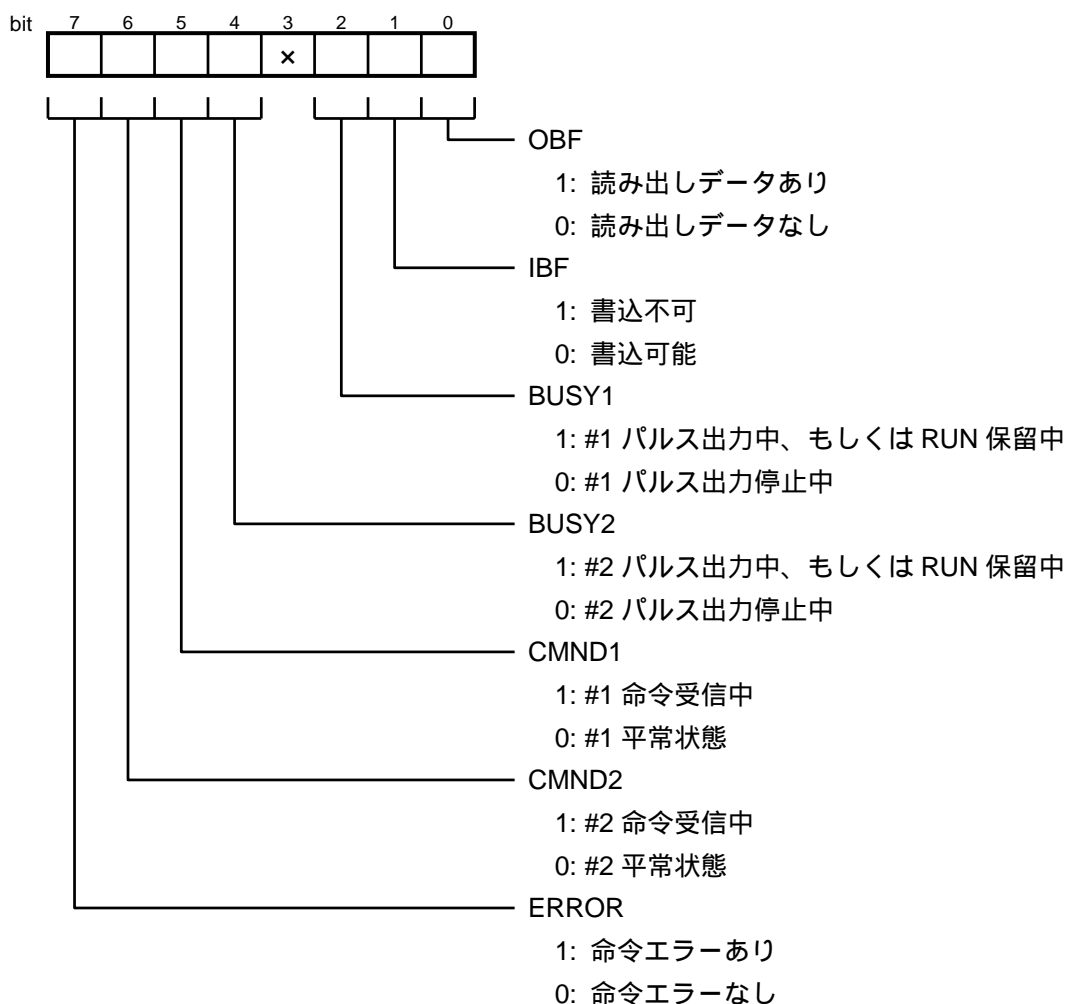 bit 7 6 5 4 3 2 1 0
×
OBF
1: 読み出しデータあり
0: 読み出しデータなし
IBF
1: 書込不可
0: 書込可能
BUSY1
1: #1 パルス出力中、もしくは RUN 保留中
0: #1 パルス出力停止中
BUSY2
1: #2 パルス出力中、もしくは RUN 保留中
0: #2 パルス出力停止中
CMND1
1: #1 命令受信中
0: #1 平常状態
CMND2
1: #2 命令受信中
0: #2 平常状態
ERROR
1: 命令エラーあり
0: 命令エラーなし